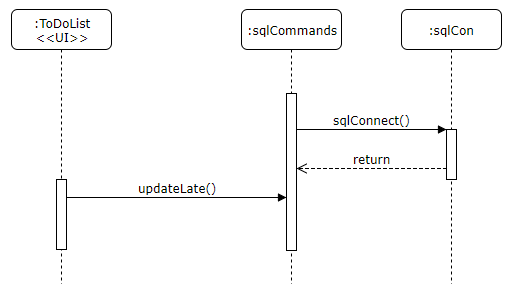 :ToDoList
<<UI>>
:sqlCommands
:sqlCon
sqlConnect()
return
updateLate()